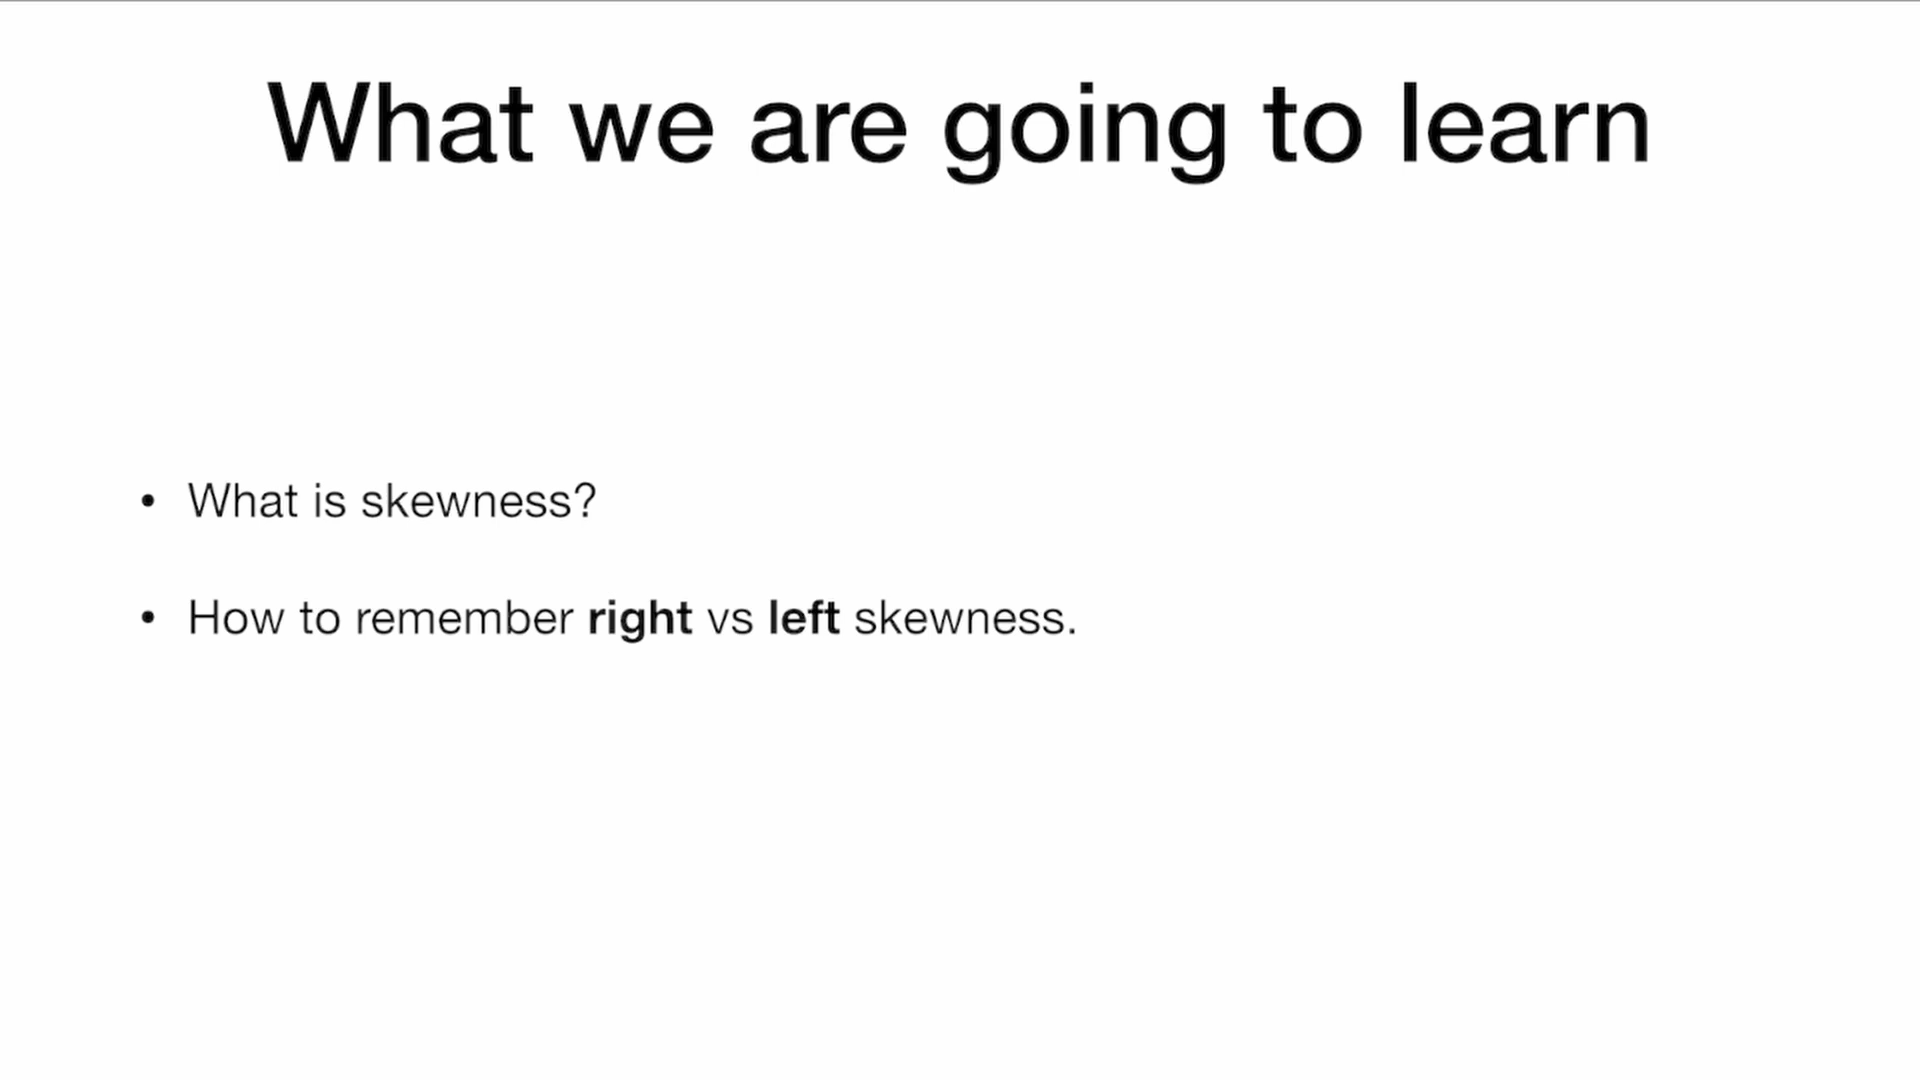 What we are going to learn
• What is skewness?
• How to remember right vs left skewness.